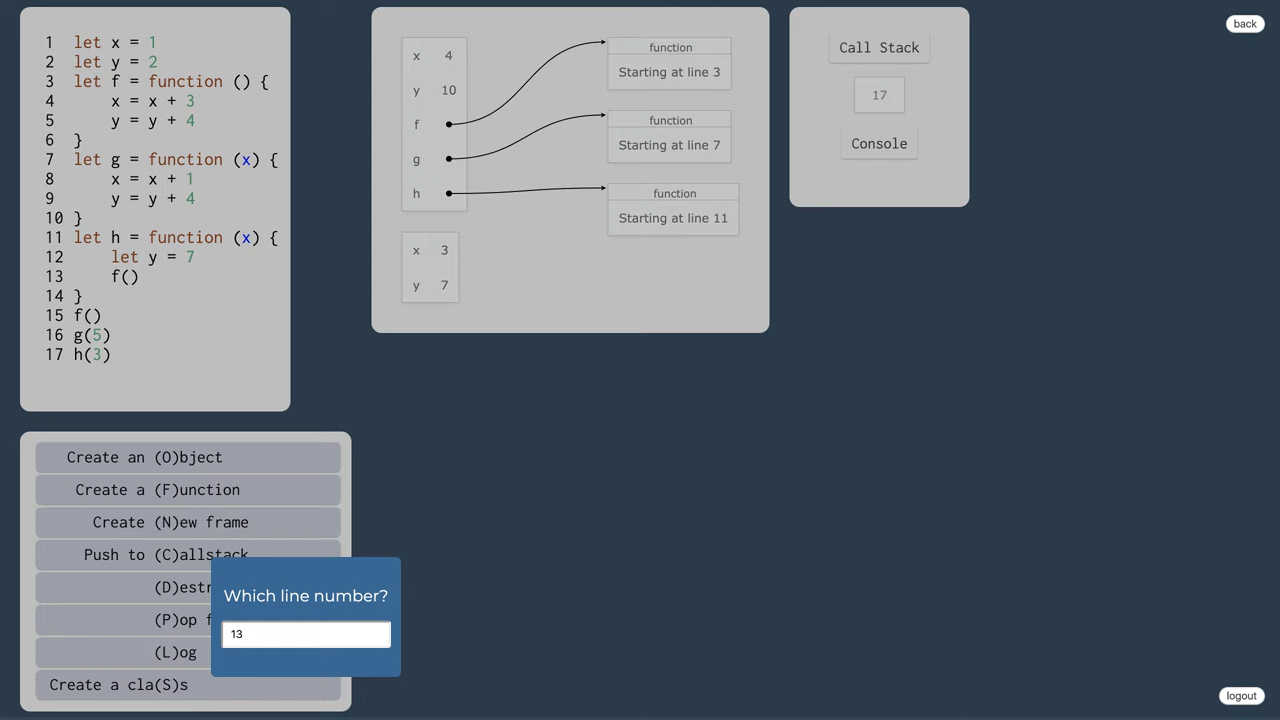 1 let x = 1
2 let y = 2
3 let f = function () {
4 x = x + 3
5 y = y + 4
6 }
7 let g = function (x) {
8 x = x + 1
9 y = y + 4
10 }
11 let h = function (x) {
12 let y = 7
13 f()
14 }
15 f()
16 g(5)
17 h(3)
x 4
y 10
f
g
h
function
Starting at line 3
function
Starting at line 7
function
Starting at line 11
x 3
y 7
Call Stack
17
Console
back
Create an (O)bject
Create a (F)unction
Create (N)ew frame
Push to (C)allstack
(D)estr
(P)op f
(L)og
Create a cla(S)s
Which line number?
13
logout